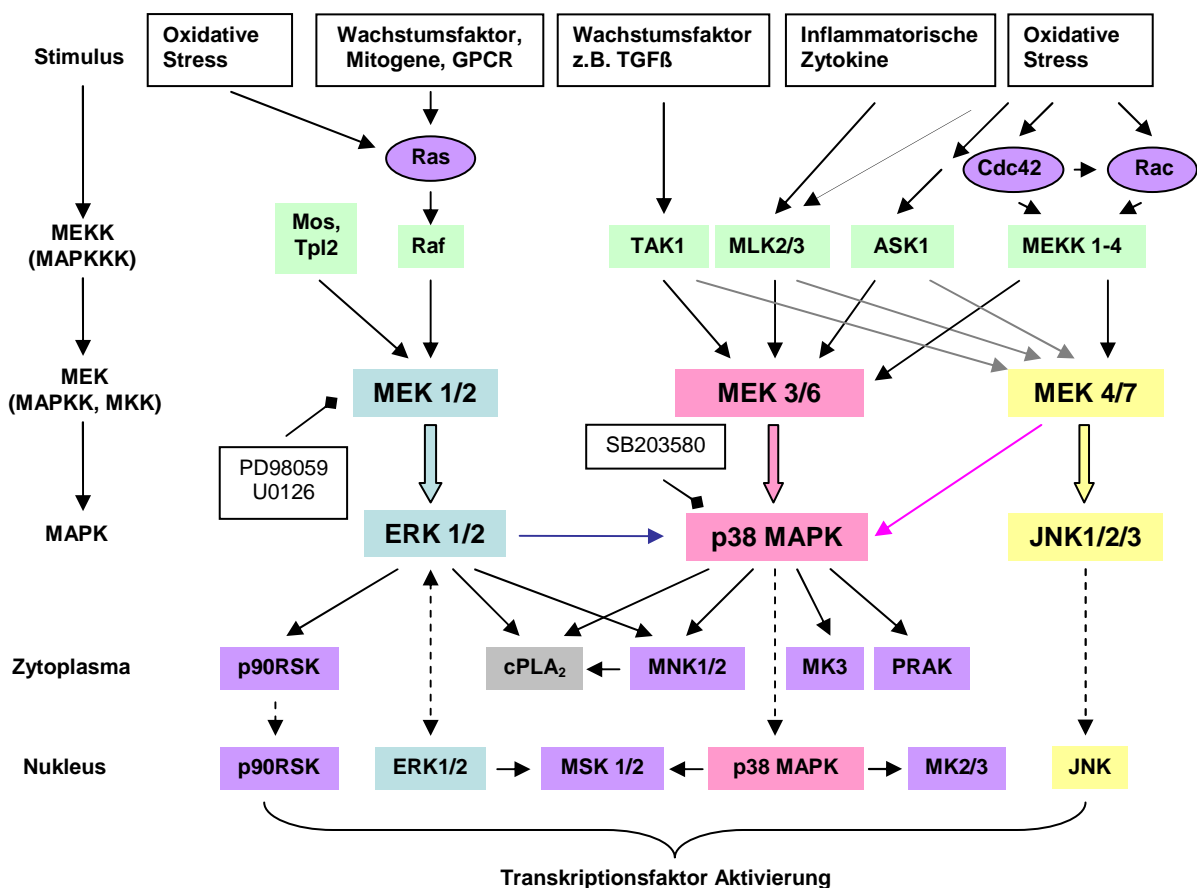 Stimulus
Oxidative
Stress
Wachstumsfaktor,
Mitogene, GPCR
Wachstumsfaktor
z.B. TGFß
Inflammatorische
Zytokine
Oxidative
Stress
Ras
Cdc42
Rac
MEKK
(MAPKKK)
Mos,
Tpl2
Raf
TAK1
MLK2/3
ASK1
MEKK 1-4
MEK
(MAPKK, MKK)
MEK 1/2
MEK 3/6
MEK 4/7
PD98059
U0126
SB203580
MAPK
ERK 1/2
p38 MAPK
JNK1/2/3
Zytoplasma
p90RSK
cPLA₂
MNK1/2
MK3
PRAK
Nukleus
p90RSK
ERK1/2
MSK 1/2
p38 MAPK
MK2/3
JNK
Transkriptionsfaktor Aktivierung